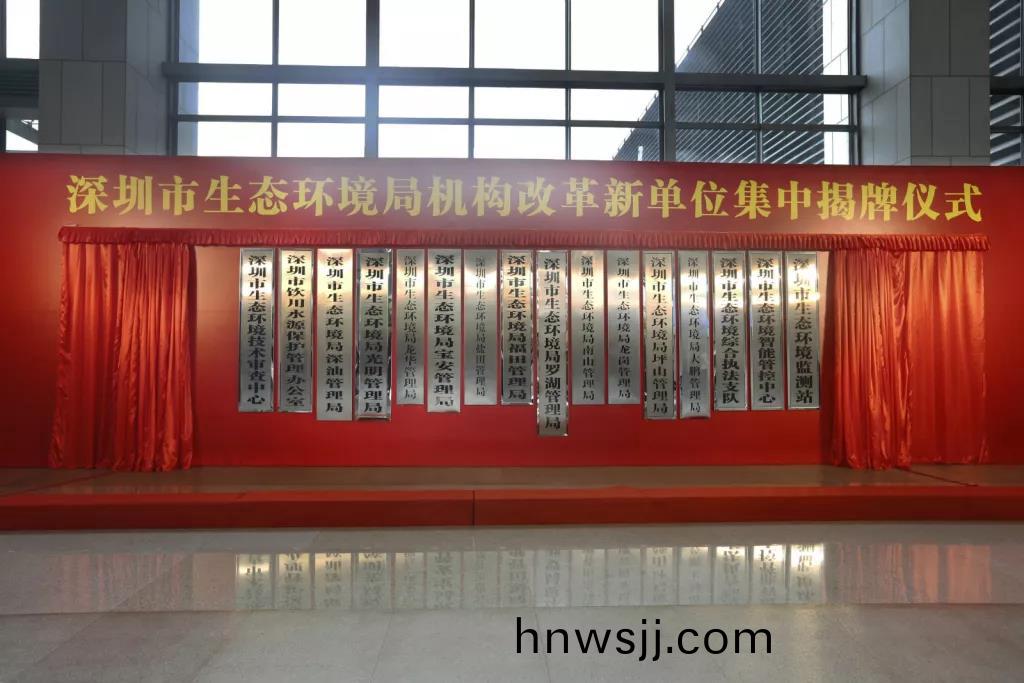 深圳市生态环境局机构改革新单位集中揭牌仪式
深圳市生态环境技术审查中心
深圳市饮用水源保护管理办公室
深圳市生态环境局深汕管理局
深圳市生态环境局光明管理局
深圳市生态环境局龙华管理局
深圳市生态环境局宝安管理局
深圳市生态环境局盐田管理局
深圳市生态环境局福田管理局
深圳市生态环境局罗湖管理局
深圳市生态环境局南山管理局
深圳市生态环境局龙岗管理局
深圳市生态环境局坪山管理局
深圳市生态环境局大鹏管理局
深圳市生态环境综合执法支队
深圳市生态环境智能管控中心
深圳市生态环境监测站
hnwsjj.com